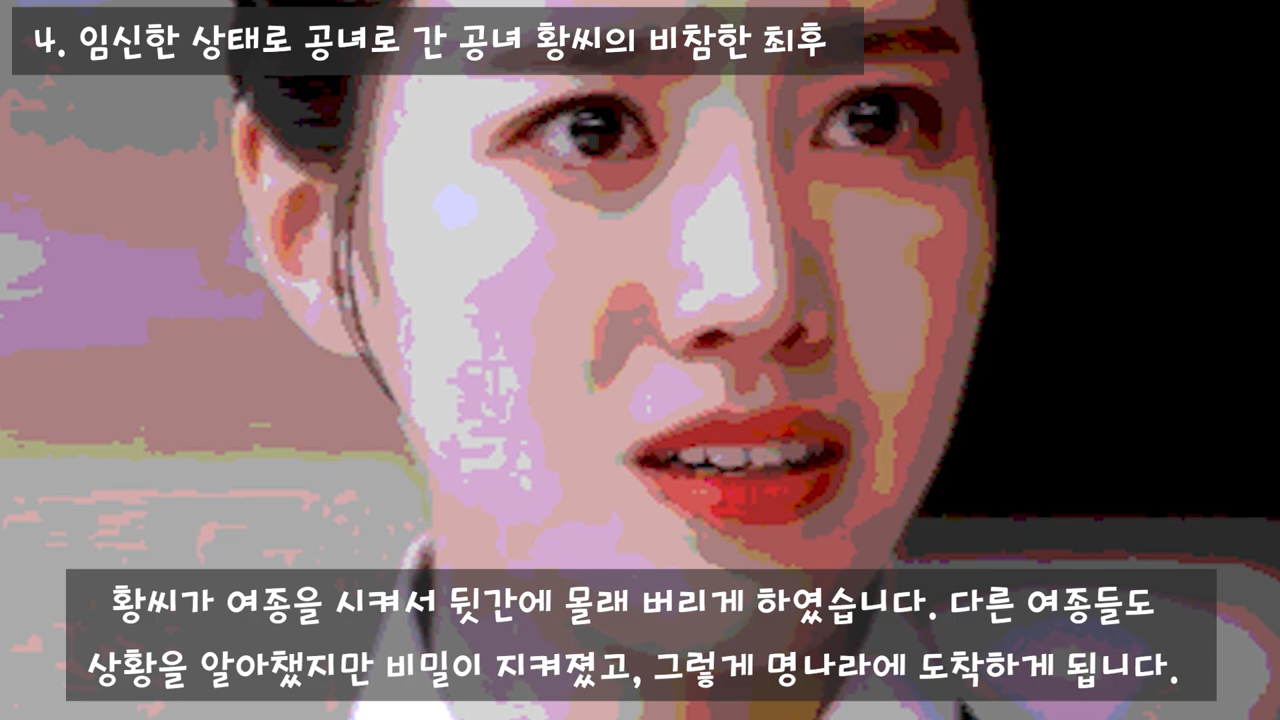 4. 임신한 상태로 공녀로 간 공녀 황씨의 비참한 최후
황씨가 여종을 시켜서 뒷간에 몰래 버리게 하였습니다. 다른 여종들도
상황을 알아챘지만 비밀이 지켜졌고, 그렇게 명나라에 도착하게 됩니다.